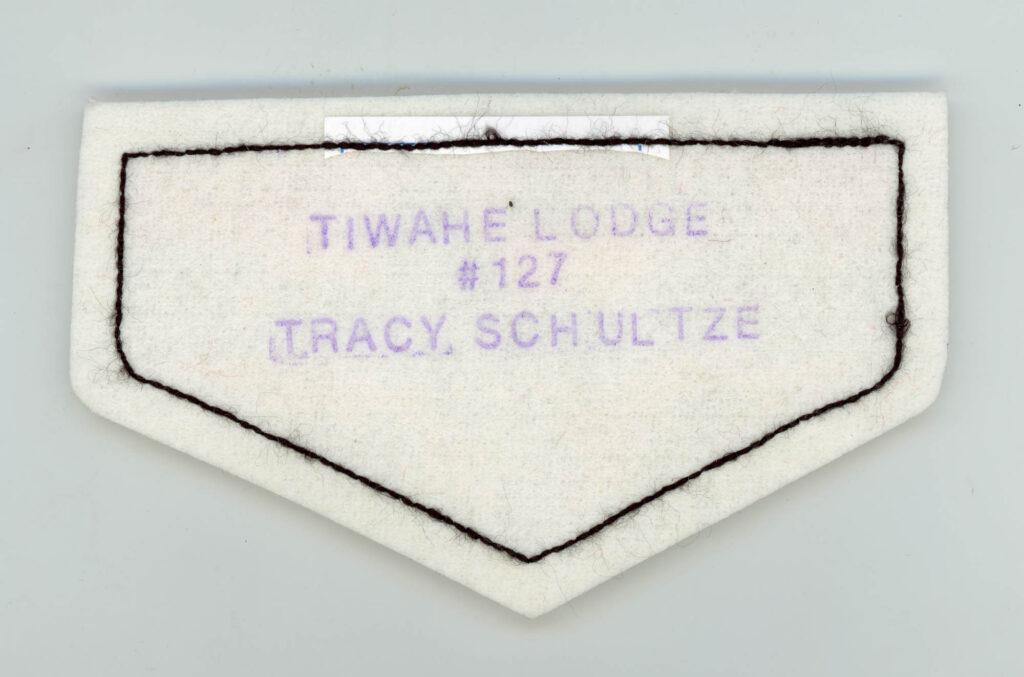 TIWAHE LODGE
#127
TRACY SCHULTZE